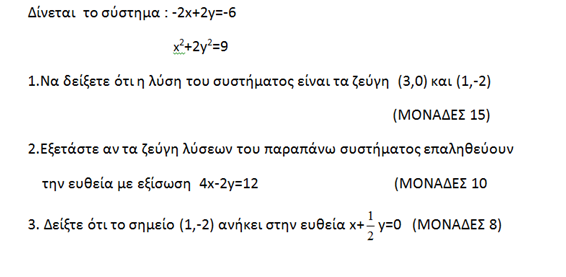 Δίνεται το σύστημα : -2x+2y=-6
x²+2y²=9
1.Να δείξετε ότι η λύση του συστήματος είναι τα ζεύγη (3,0) και (1,-2)
(ΜΟΝΑΔΕΣ 15)
2.Εξετάστε αν τα ζεύγη λύσεων του παραπάνω συστήματος επαληθεύουν
την ευθεία με εξίσωση 4x-2y=12 (ΜΟΝΑΔΕΣ 10
3. Δείξτε ότι το σημείο (1,-2) ανήκει στην ευθεία x+½y=0 (ΜΟΝΑΔΕΣ 8)